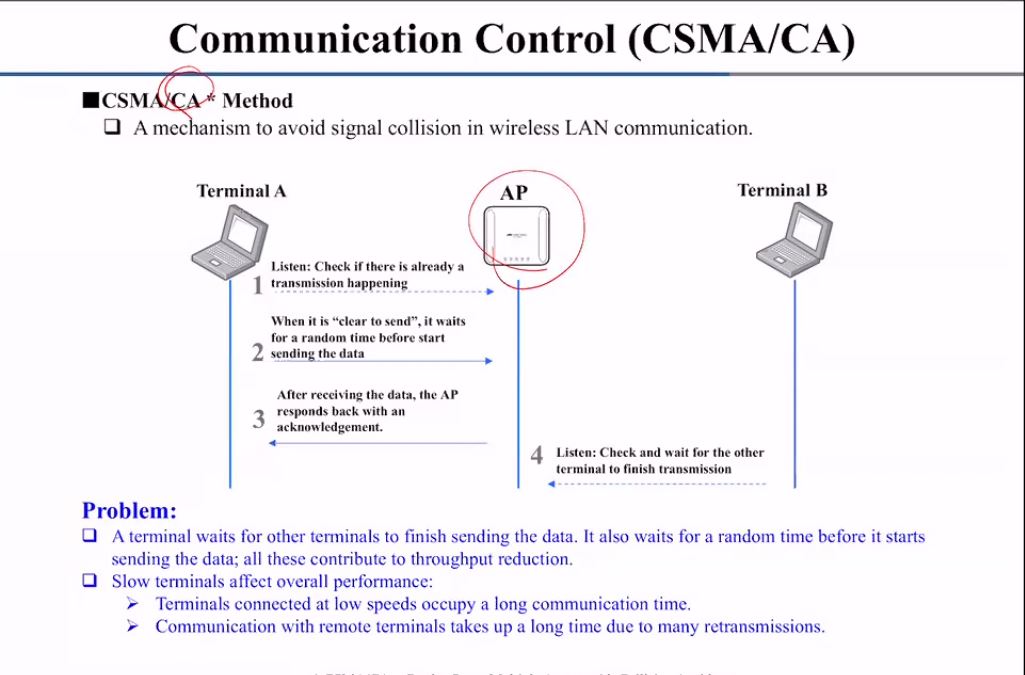 Communication Control (CSMA/CA)
■CSMA/CA * Method
❑ A mechanism to avoid signal collision in wireless LAN communication.
Terminal A
AP
Terminal B
1
Listen: Check if there is already a
transmission happening
2
When it is “clear to send”, it waits
for a random time before start
sending the data
3
After receiving the data, the AP
responds back with an
acknowledgement.
4
Listen: Check and wait for the other
terminal to finish transmission
Problem:
❑ A terminal waits for other terminals to finish sending the data. It also waits for a random time before it starts
sending the data; all these contribute to throughput reduction.
❑ Slow terminals affect overall performance:
➢ Terminals connected at low speeds occupy a long communication time.
➢ Communication with remote terminals takes up a long time due to many retransmissions.